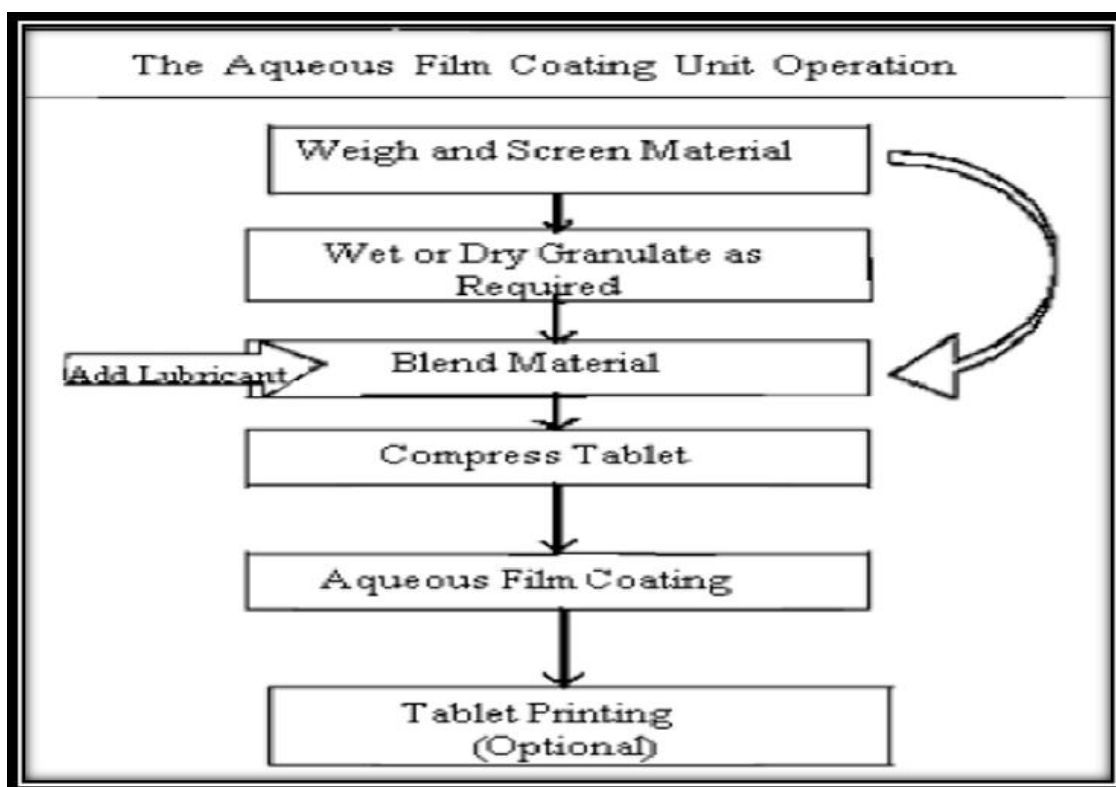 The Aqueous Film Coating Unit Operation
Weigh and Screen Material
Wet or Dry Granulate as
Required
Add Lubricant
Blend Material
Compress Tablet
Aqueous Film Coating
Tablet Printing
(Optional)